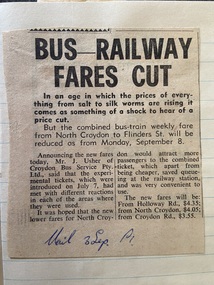 BUS - RAILWAY
FARES CUT
In an age in which the prices of every-
thing from salt to silk worms are rising it
comes as something of a shock to hear of a
price cut.
But the combined bus-train weekly fare
from North Croydon to Flinders St. will be
reduced as from Monday, September 8.
Announcing the new fares
today, Mr. J. Usher of
Croydon Bus Service Pty.
Ltd., said that the experi-
mental tickets, which were
introduced on July 7, had
met with different reactions
in each of the areas where
they were used.
It was hoped that the new
lower fares for North Croy-
don, would attract more
passengers to the combined
ticket, which apart from
being cheaper, saved queue-
ing at the railway station,
and was very convenient to
use.
The new fares will be:
From Holloway Rd., $4.35;
from North Croydon, $4.05;
from Croydon Rd., $3.55.
Mail 3 Sep P1